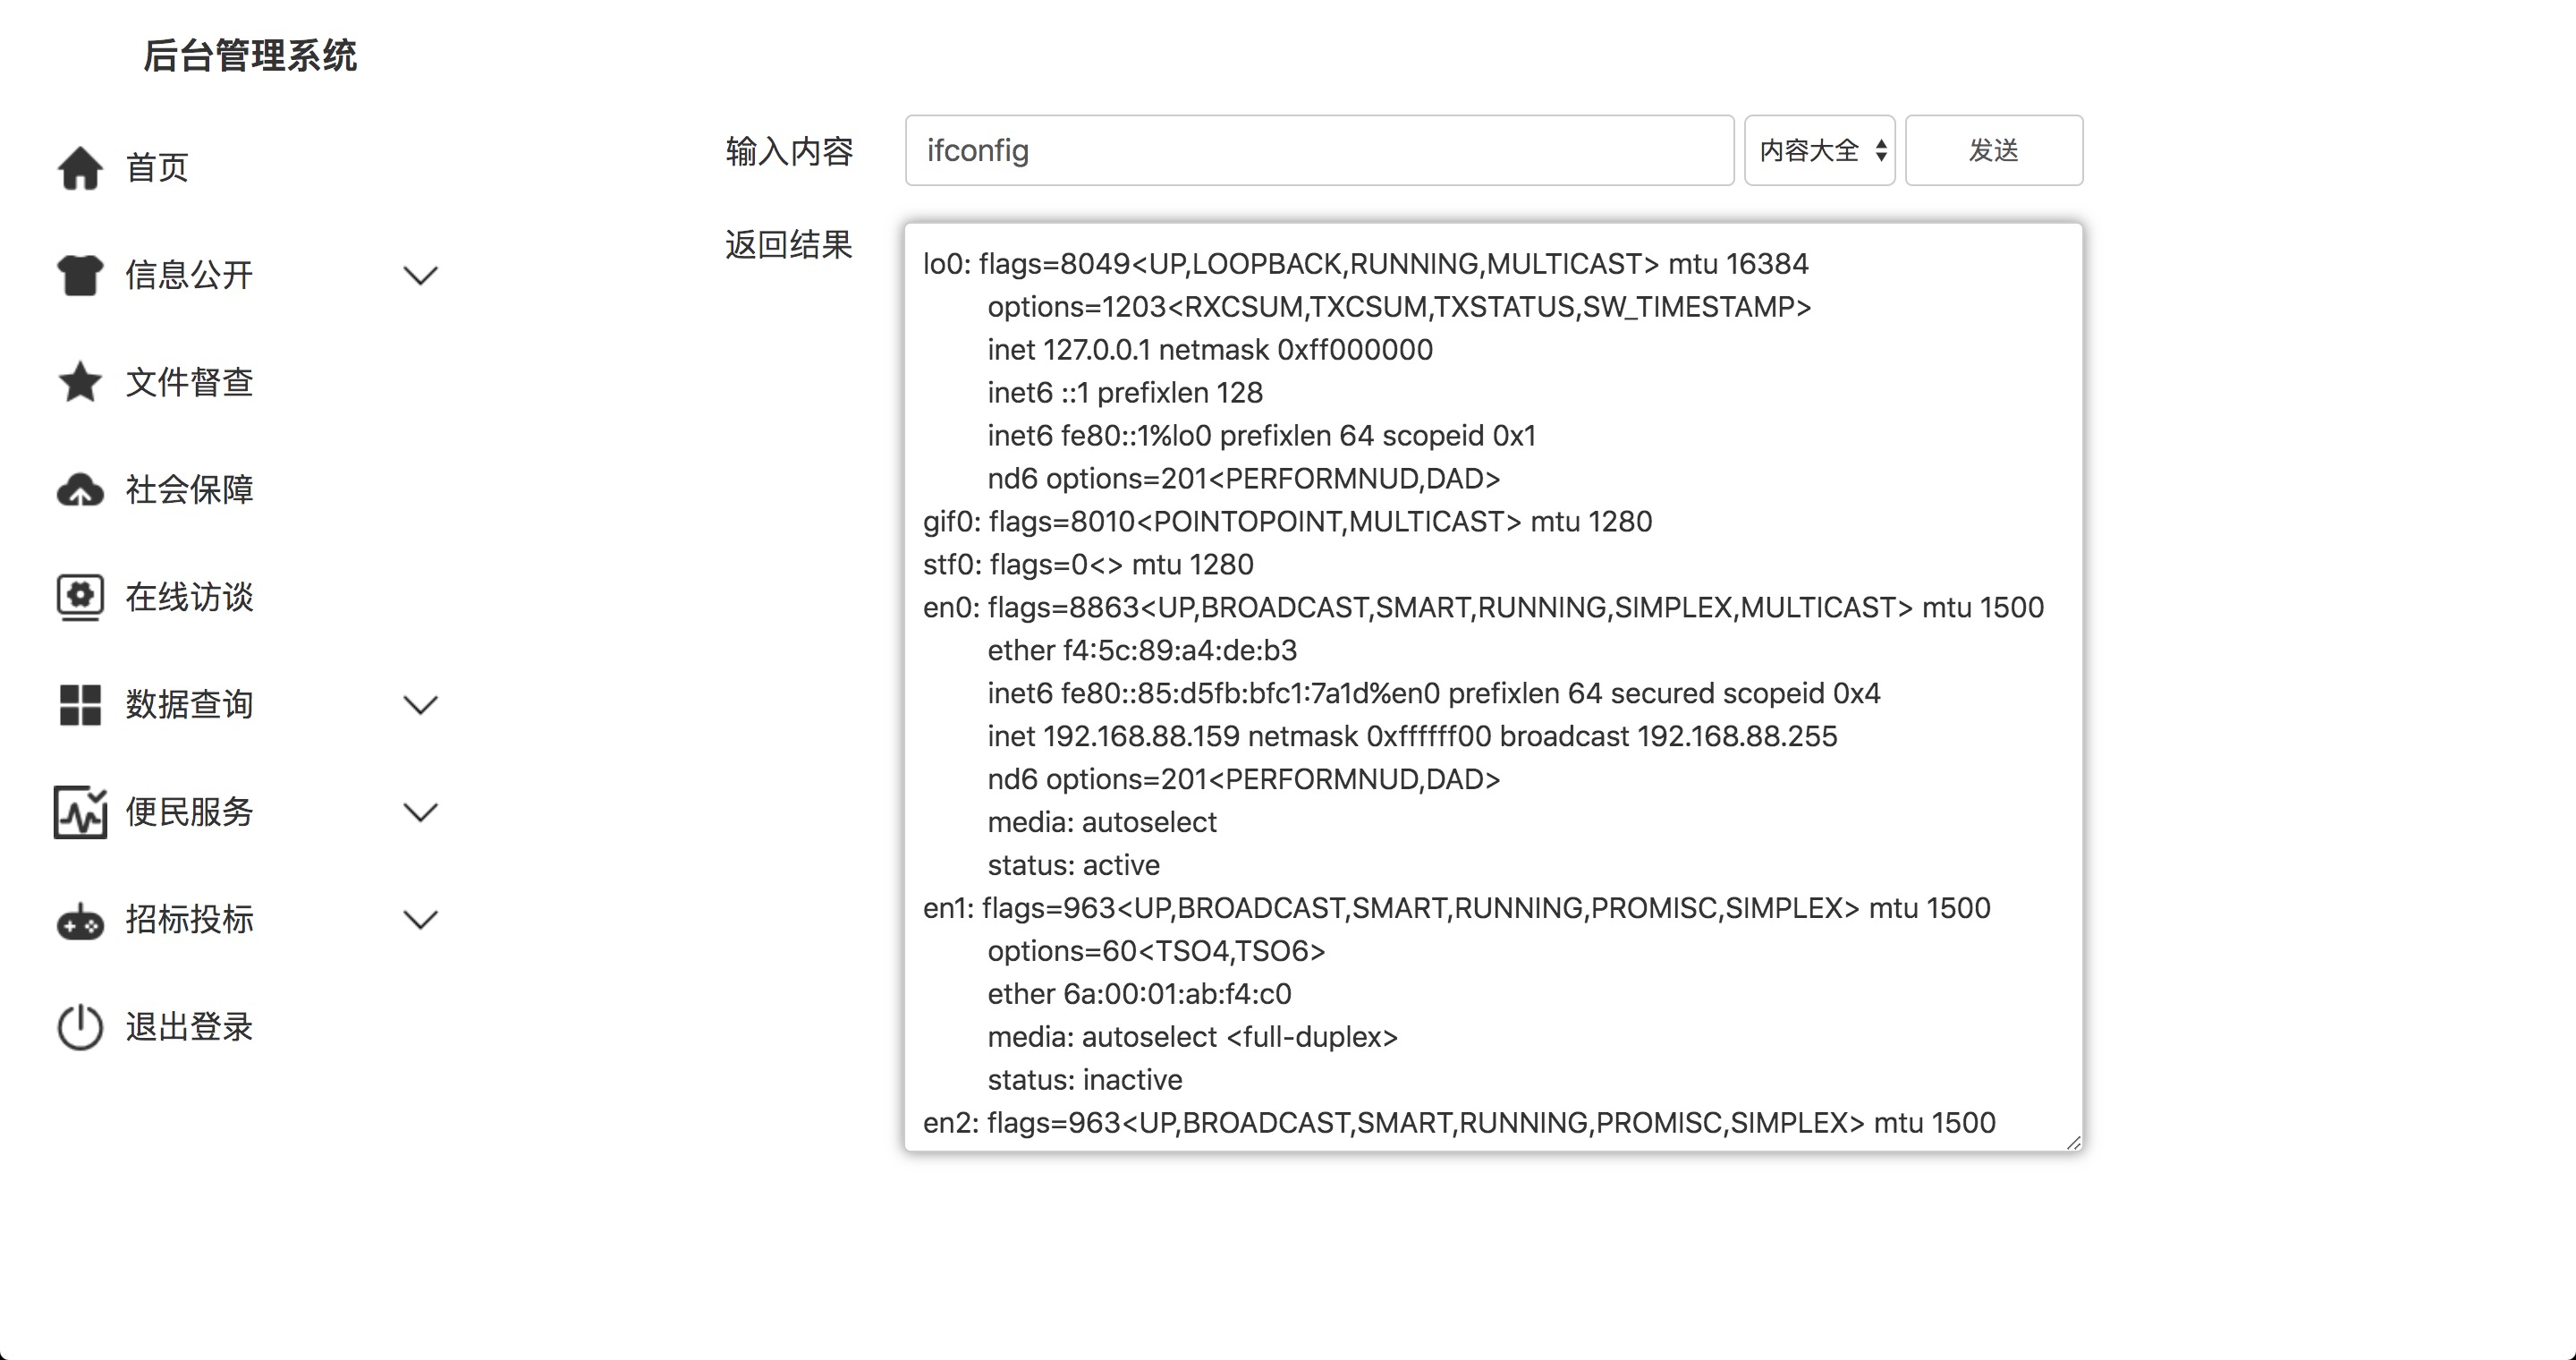 后台管理系统
首页
信息公开
文件督查
社会保障
在线访谈
数据查询
便民服务
招标投标
退出登录
输入内容 ifconfig 内容大全 发送
返回结果
lo0: flags=8049<UP,LOOPBACK,RUNNING,MULTICAST> mtu 16384
options=1203<RXCSUM,TXCSUM,TXSTATUS,SW_TIMESTAMP>
inet 127.0.0.1 netmask 0xff000000
inet6 ::1 prefixlen 128
inet6 fe80::1%lo0 prefixlen 64 scopeid 0x1
nd6 options=201<PERFORMNUD,DAD>
gif0: flags=8010<POINTOPOINT,MULTICAST> mtu 1280
stf0: flags=0<> mtu 1280
en0: flags=8863<UP,BROADCAST,SMART,RUNNING,SIMPLEX,MULTICAST> mtu 1500
ether f4:5c:89:a4:de:b3
inet6 fe80::85:d5fb:bfc1:7a1d%en0 prefixlen 64 secured scopeid 0x4
inet 192.168.88.159 netmask 0xffffff00 broadcast 192.168.88.255
nd6 options=201<PERFORMNUD,DAD>
media: autoselect
status: active
en1: flags=963<UP,BROADCAST,SMART,RUNNING,PROMISC,SIMPLEX> mtu 1500
options=60<TSO4,TSO6>
ether 6a:00:01:ab:f4:c0
media: autoselect <full-duplex>
status: inactive
en2: flags=963<UP,BROADCAST,SMART,RUNNING,PROMISC,SIMPLEX> mtu 1500